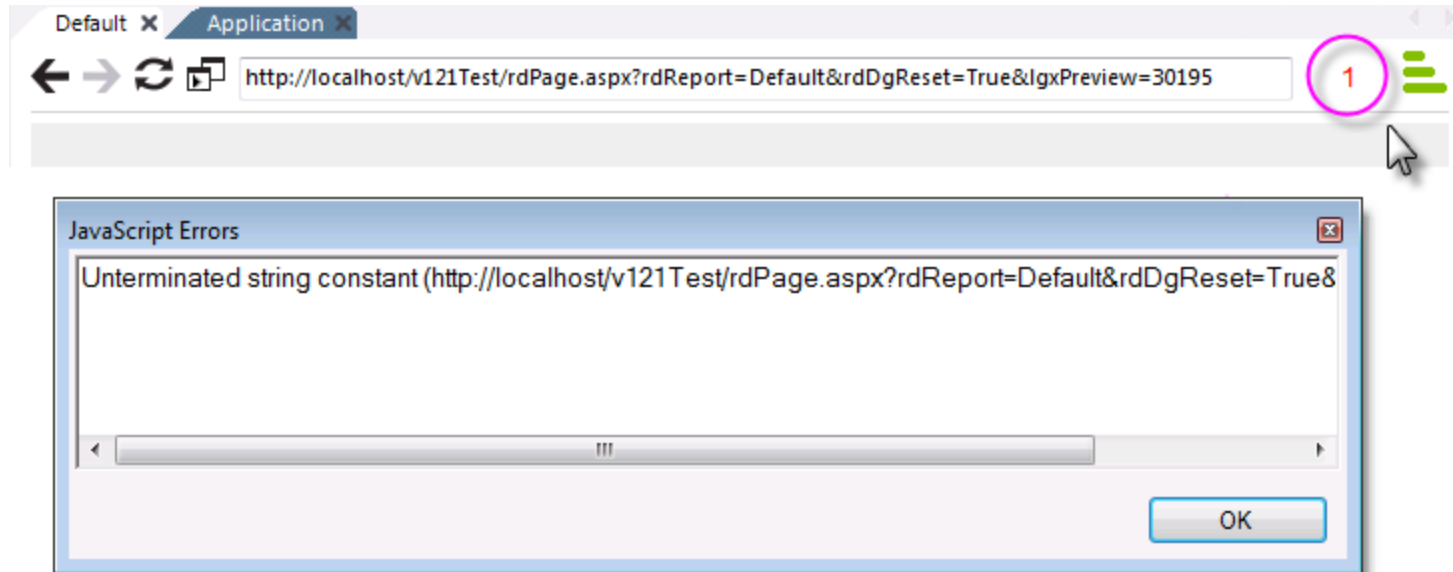 Default
Application
http://localhost/v121Test/rdPage.aspx?rdReport=Default&rdDgReset=True&lgxPreview=30195
1
JavaScript Errors
Unterminated string constant (http://localhost/v121Test/rdPage.aspx?rdReport=Default&rdDgReset=True&
OK